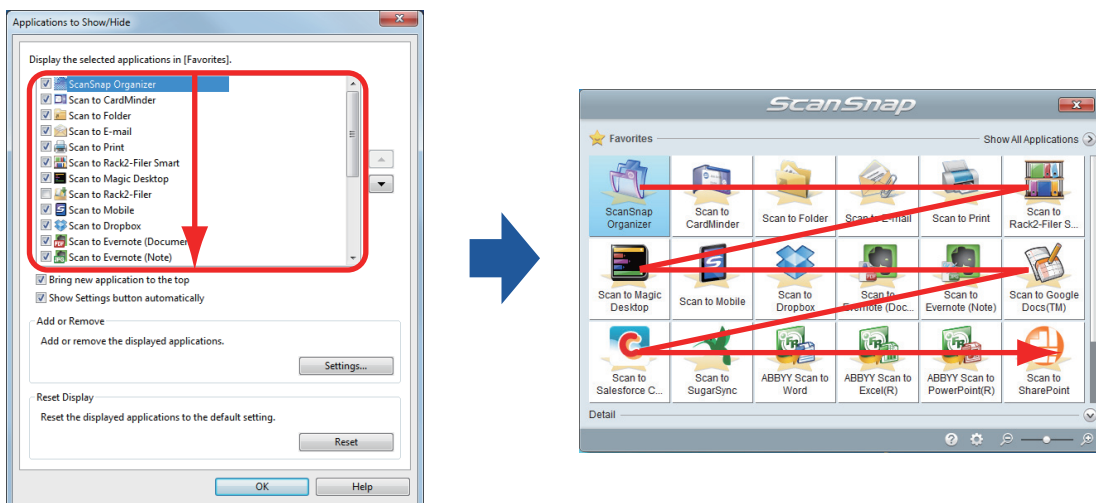 Applications to Show/Hide
Display the selected applications in [Favorites].
ScanSnap Organizer
Scan to CardMinder
Scan to Folder
Scan to E-mail
Scan to Print
Scan to Rack2-Filer Smart
Scan to Magic Desktop
Scan to Rack2-Filer
Scan to Mobile
Scan to Dropbox
Scan to Evernote (Documen
Scan to Evernote (Note)
Bring new application to the top
Show Settings button automatically
Add or Remove
Add or remove the displayed applications.
Settings...
Reset Display
Reset the displayed applications to the default setting.
Reset
OK Help
ScanSnap
Favorites Show All Applications
ScanSnap
Organizer
Scan to
CardMinder
Scan to Folder
Scan to E-mail
Scan to Print
Scan to
Rack2-Filer S...
Scan to Magic
Desktop
Scan to Mobile
Scan to
Dropbox
Scan to
Evernote (Doc...
Scan to
Evernote (Note)
Scan to Google
Docs(TM)
Scan to
Salesforce C...
Scan to
SugarSync
ABBYY Scan to
Word
ABBYY Scan to
Excel(R)
ABBYY Scan to
PowerPoint(R)
Scan to
SharePoint
Detail